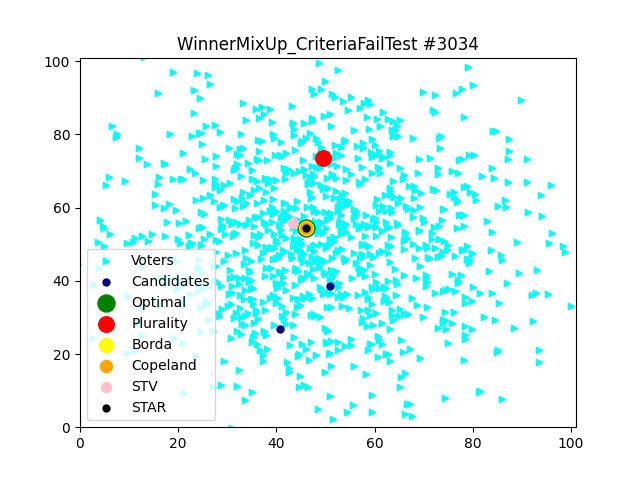 WinnerMixUp_CriteriaFailTest #3034
100
80
60
40
20
0
0
20
40
60
80
100
Voters
Candidates
Optimal
Plurality
Borda
Copeland
STV
STAR